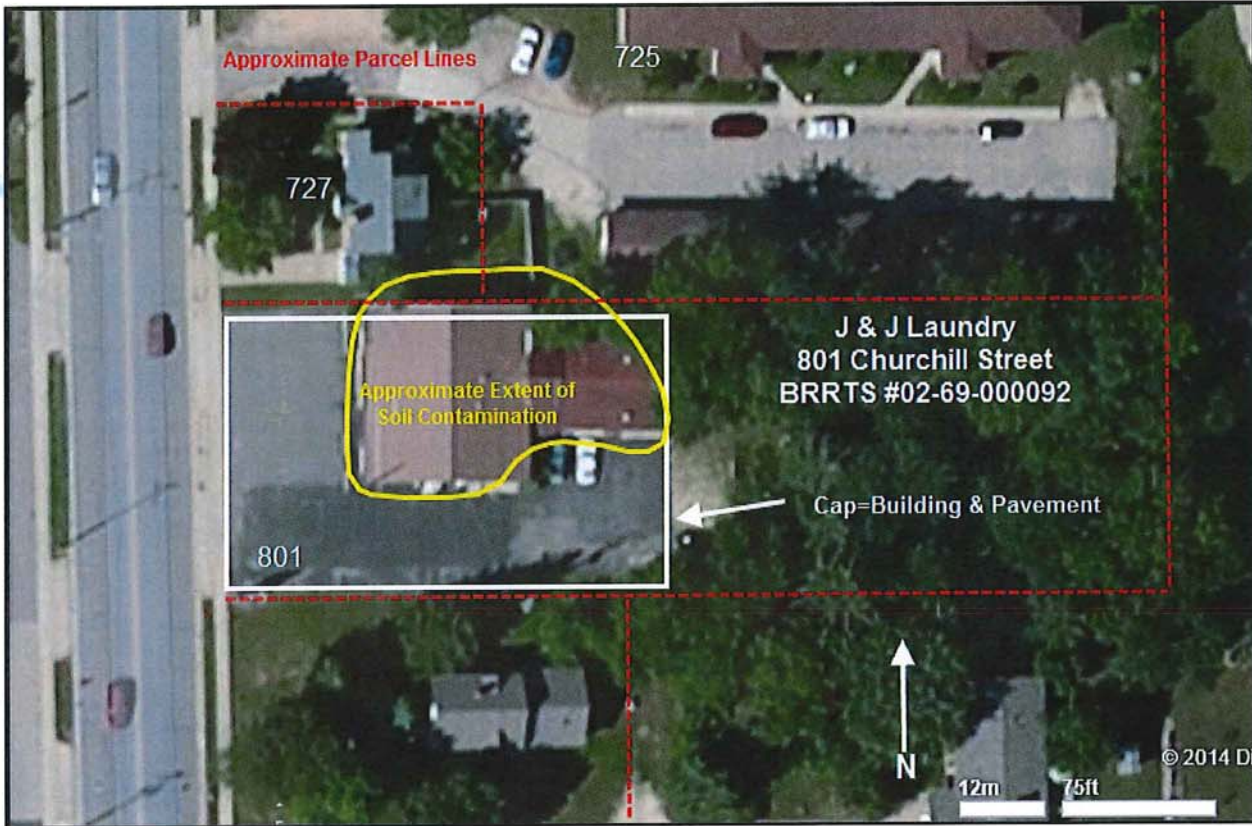 Approximate Parcel Lines
725
727
J & J Laundry
801 Churchill Street
BRRTS #02-69-000092
Approximate Extent of
Soil Contamination
Cap=Building & Pavement
801
N
© 2014 Di
12m
75ft